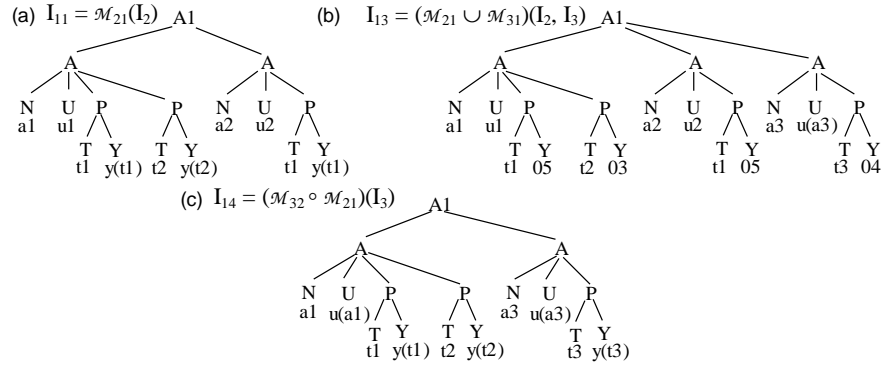 (a) I11 = ℳ21(I2) A1
A A
N U P P N U P
a1 u1 a2 u2
T Y T Y T Y
t1 y(t1) t2 y(t2) t1 y(t1)
(b) I13 = (ℳ21 ∪ ℳ31)(I2, I3) A1
A A A
N U P P N U P N U P
a1 u1 a2 u2 a3 u(a3)
T Y T Y T Y T Y
t1 05 t2 03 t1 05 t3 04
(c) I14 = (ℳ32 ∘ ℳ21)(I3) A1
A A
N U P P N U P
a1 u(a1) a3 u(a3)
T Y T Y T Y
t1 y(t1) t2 y(t2) t3 y(t3)